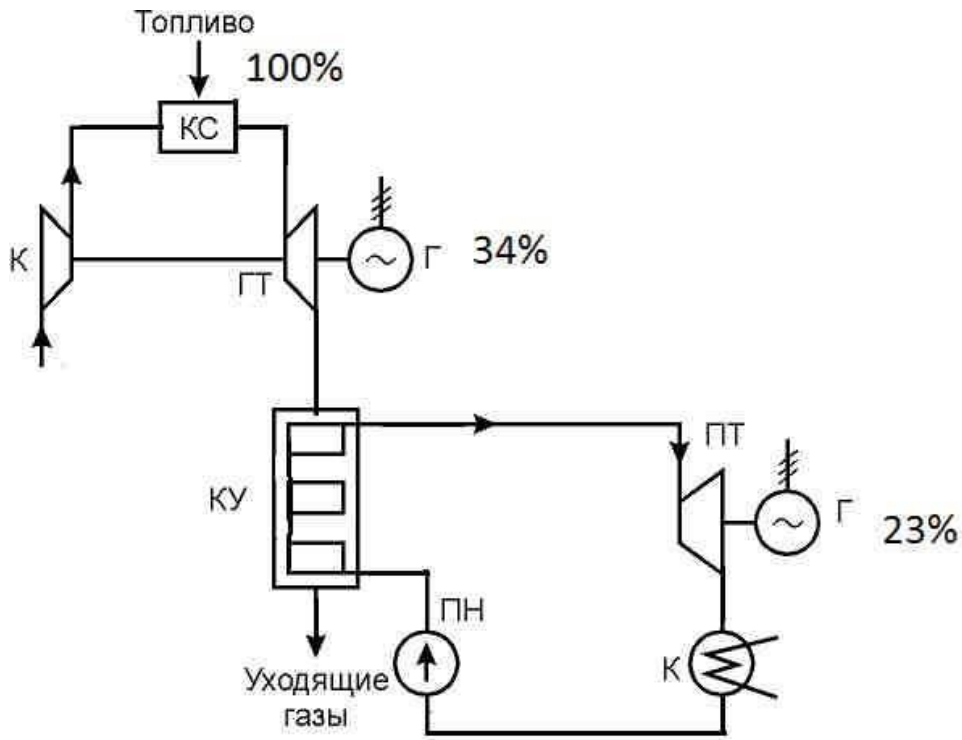 Топливо
100%
КС
К
ГТ
Г
34%
ПТ
КУ
Г
23%
ПН
К
Уходящие
газы